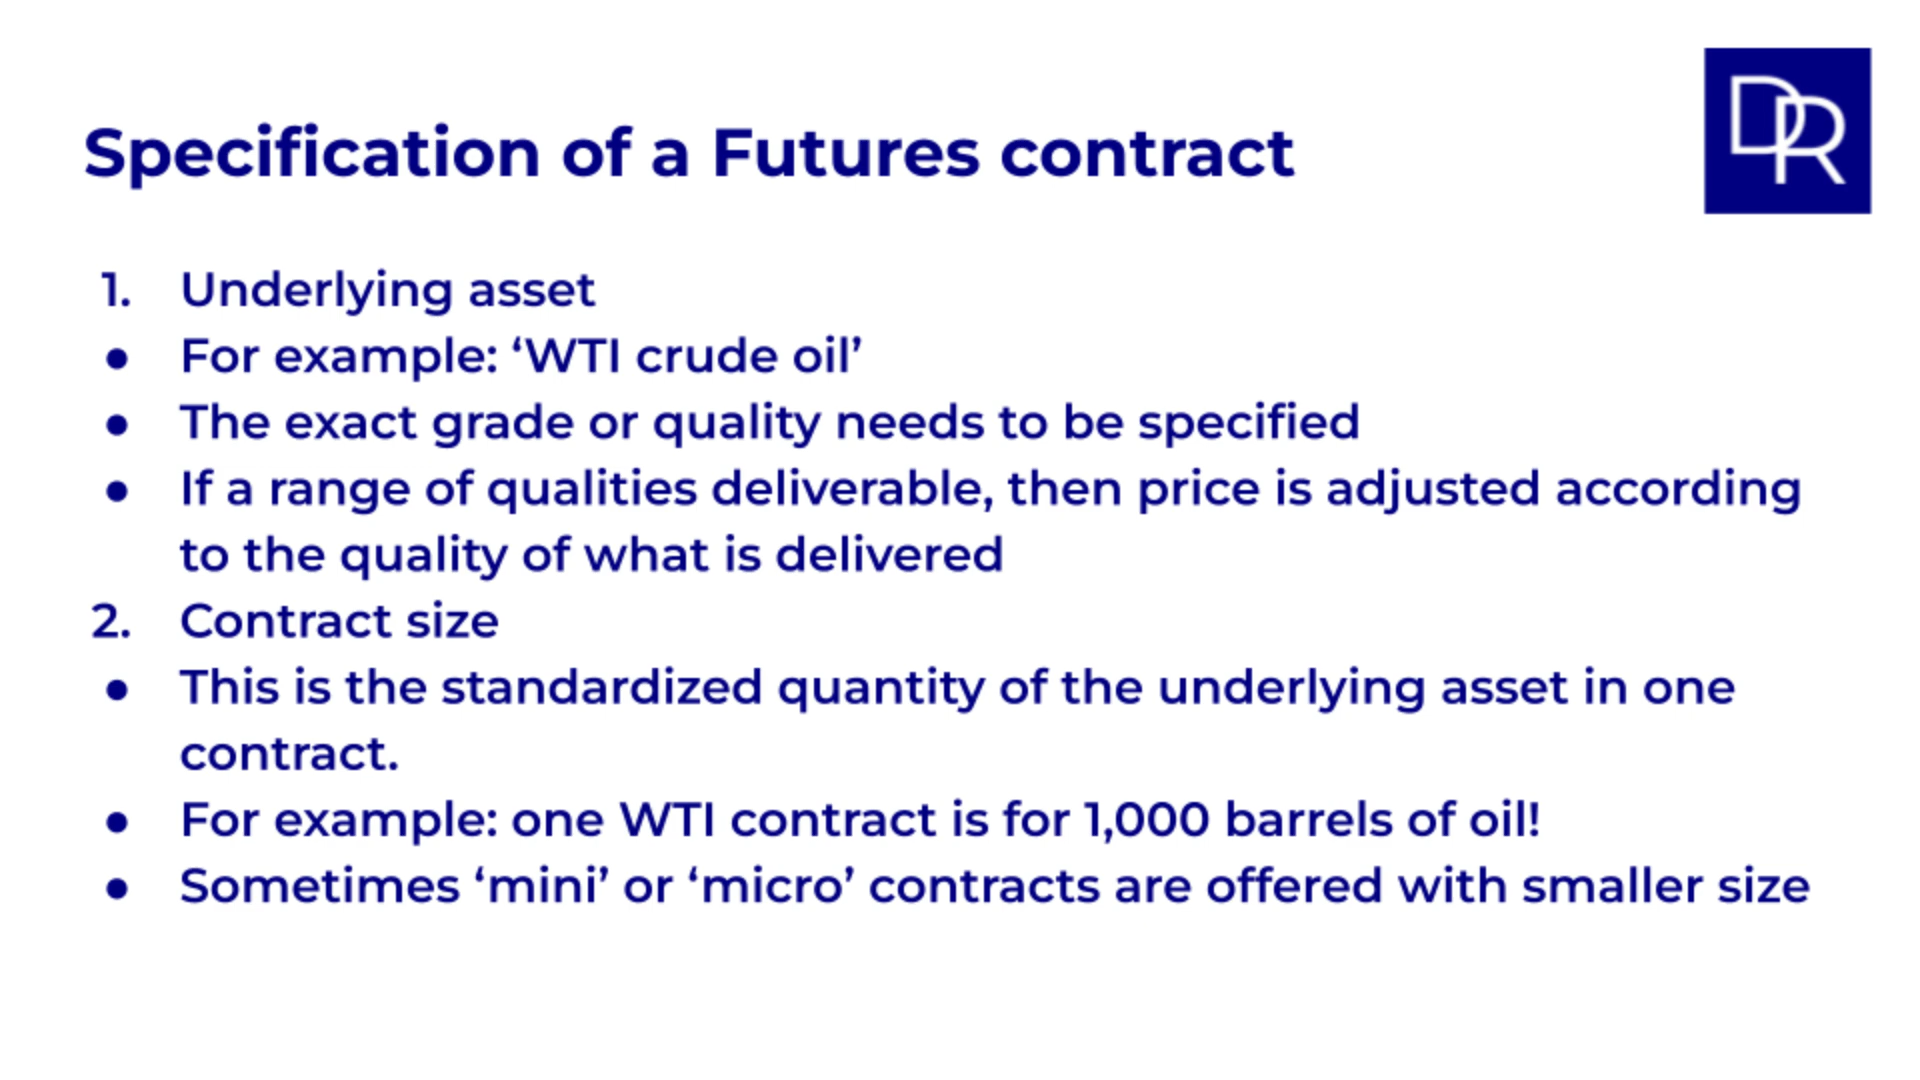 DR
Specification of a Futures contract
1. Underlying asset
● For example: ‘WTI crude oil’
● The exact grade or quality needs to be specified
● If a range of qualities deliverable, then price is adjusted according
to the quality of what is delivered
2. Contract size
● This is the standardized quantity of the underlying asset in one
contract.
● For example: one WTI contract is for 1,000 barrels of oil!
● Sometimes ‘mini’ or ‘micro’ contracts are offered with smaller size